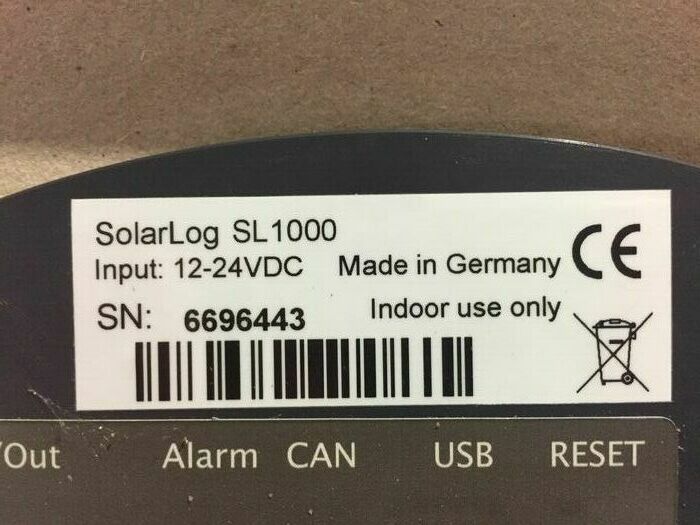 SolarLog SL1000
Input: 12-24VDC Made in Germany CE
SN: 6696443 Indoor use only
/Out Alarm CAN USB RESET